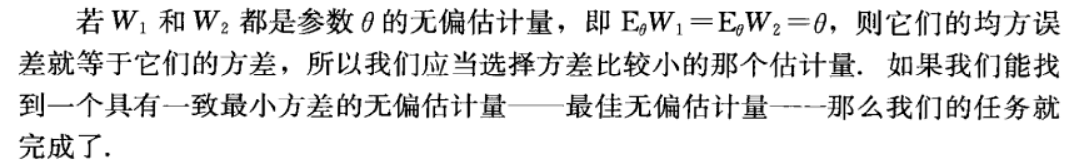 若 W₁ 和 W₂ 都是参数 θ 的无偏估计量，即 E_θW₁＝E_θW₂＝θ，则它们的均方误
差就等于它们的方差，所以我们应当选择方差比较小的那个估计量．如果我们能找
到一个具有一致最小方差的无偏估计量——最佳无偏估计量——那么我们的任务就
完成了．